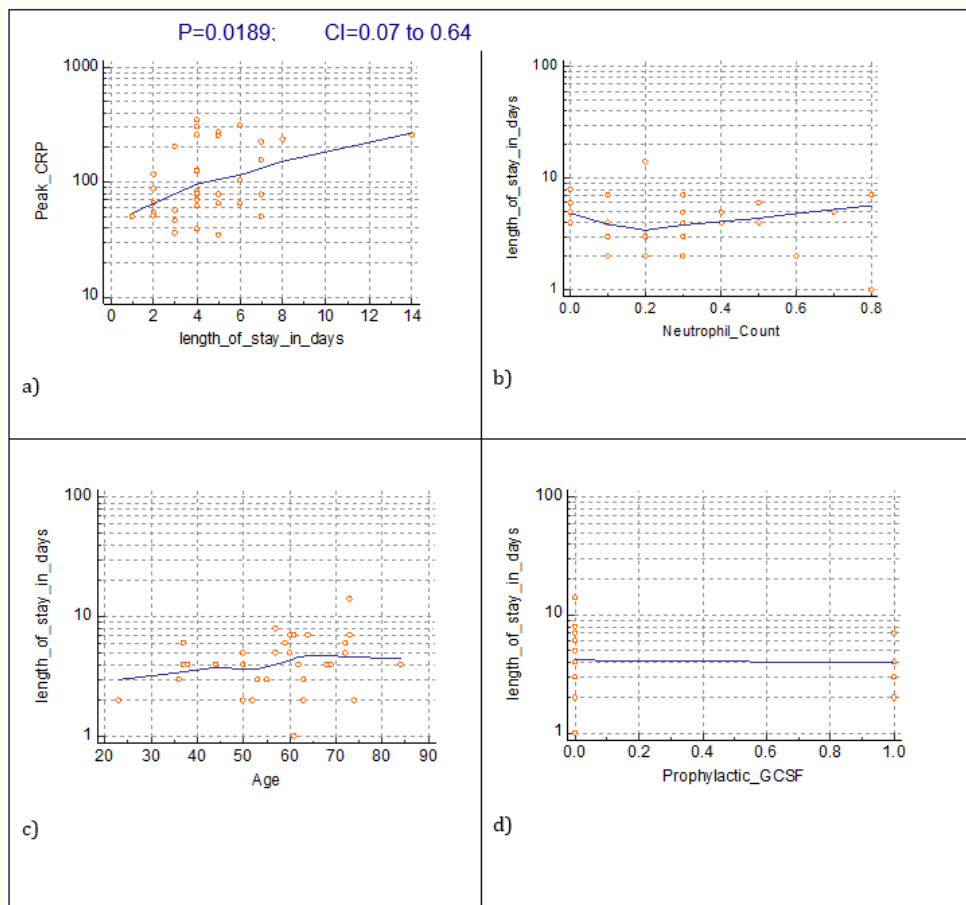 P=0.0189; CI=0.07 to 0.64
1000
100
10
Peak_CRP
0 2 4 6 8 10 12 14
length_of_stay_in_days
a)
100
10
1
length_of_stay_in_days
0.0 0.2 0.4 0.6 0.8
Neutrophil_Count
b)
100
10
1
length_of_stay_in_days
20 30 40 50 60 70 80 90
Age
c)
100
10
1
length_of_stay_in_days
0.0 0.2 0.4 0.6 0.8 1.0
Prophylactic_GCSF
d)